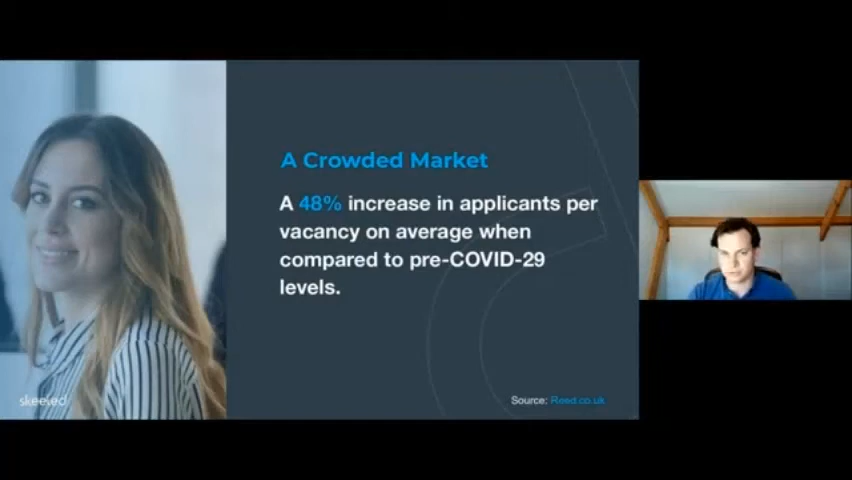 A Crowded Market
A 48% increase in applicants per
vacancy on average when
compared to pre-COVID-29
levels.
skeeled
Source: Reed.co.uk